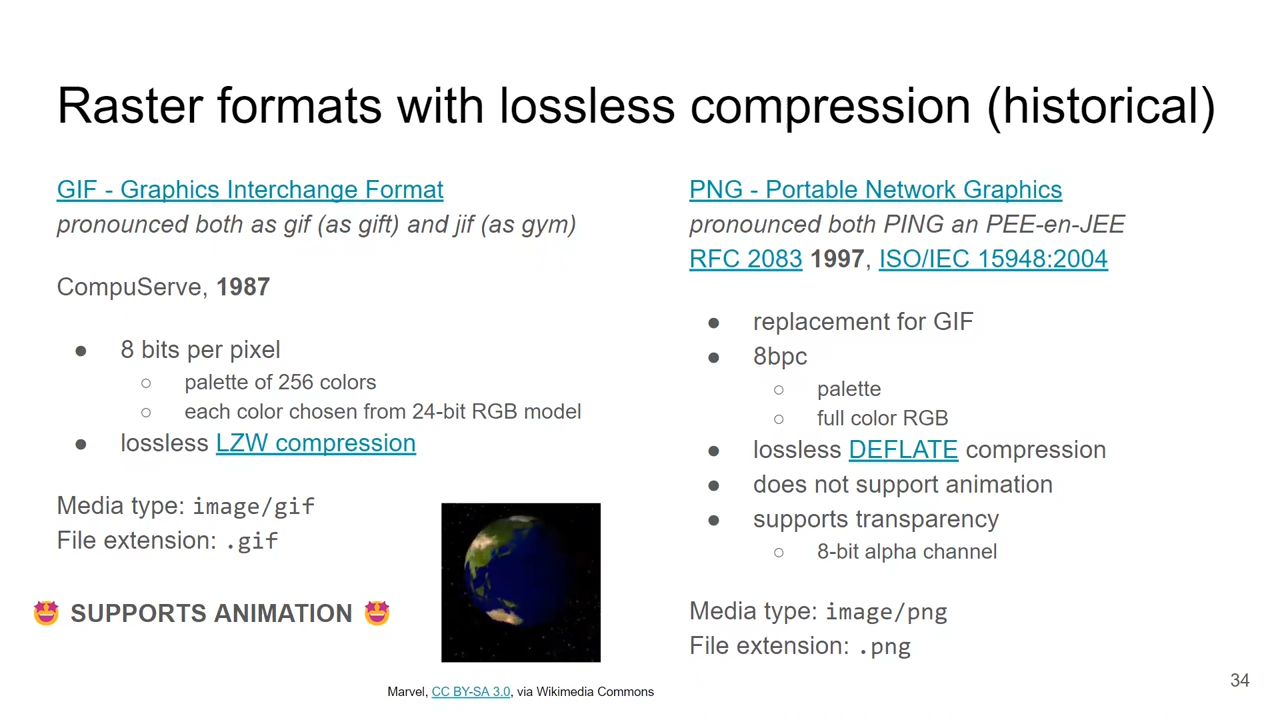 Raster formats with lossless compression (historical)
GIF - Graphics Interchange Format
pronounced both as gif (as gift) and jif (as gym)
CompuServe, 1987
● 8 bits per pixel
○ palette of 256 colors
○ each color chosen from 24-bit RGB model
● lossless LZW compression
Media type: image/gif
File extension: .gif
🤩 SUPPORTS ANIMATION 🤩
Marvel, CC BY-SA 3.0, via Wikimedia Commons
PNG - Portable Network Graphics
pronounced both PING an PEE-en-JEE
RFC 2083 1997, ISO/IEC 15948:2004
● replacement for GIF
● 8bpc
○ palette
○ full color RGB
● lossless DEFLATE compression
● does not support animation
● supports transparency
○ 8-bit alpha channel
Media type: image/png
File extension: .png
34